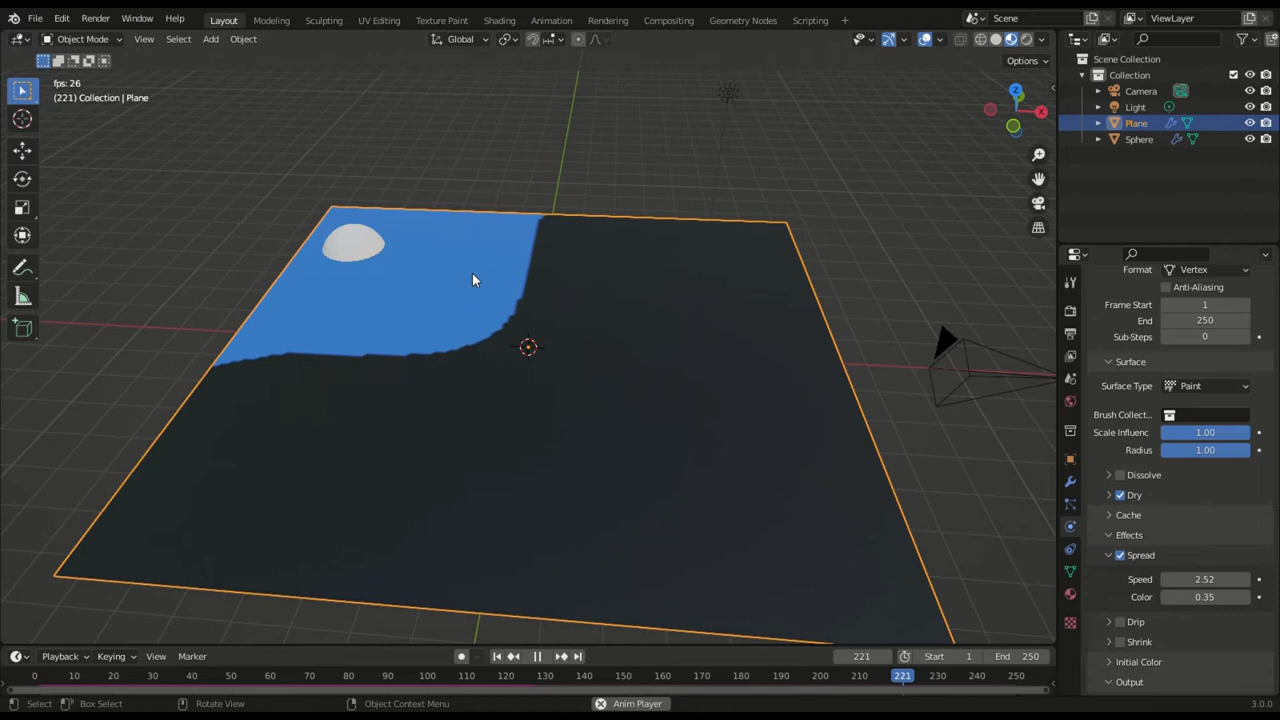 File Edit Render Window Help Layout Modeling Sculpting UV Editing Texture Paint Shading Animation Rendering Compositing Geometry Nodes Scripting + Scene ViewLayer
Object Mode View Select Add Object Global
Options
fps: 26
(221) Collection | Plane
Z
X
Scene Collection
Collection
Camera
Light
Plane
Sphere
Format Vertex
Anti-Aliasing
Frame Start 1
End 250
Sub-Steps 0
Surface
Surface Type Paint
Brush Collect...
Scale Influenc 1.00
Radius 1.00
Dissolve
Dry
Cache
Effects
Spread
Speed 2.52
Color 0.35
Drip
Shrink
Initial Color
Output
Playback Keying View Marker 221 Start 1 End 250
0 10 20 30 40 50 60 70 80 90 100 110 120 130 140 150 160 170 180 190 200 210 221 230 240 250
Select Box Select Rotate View Object Context Menu Anim Player 3.0.0